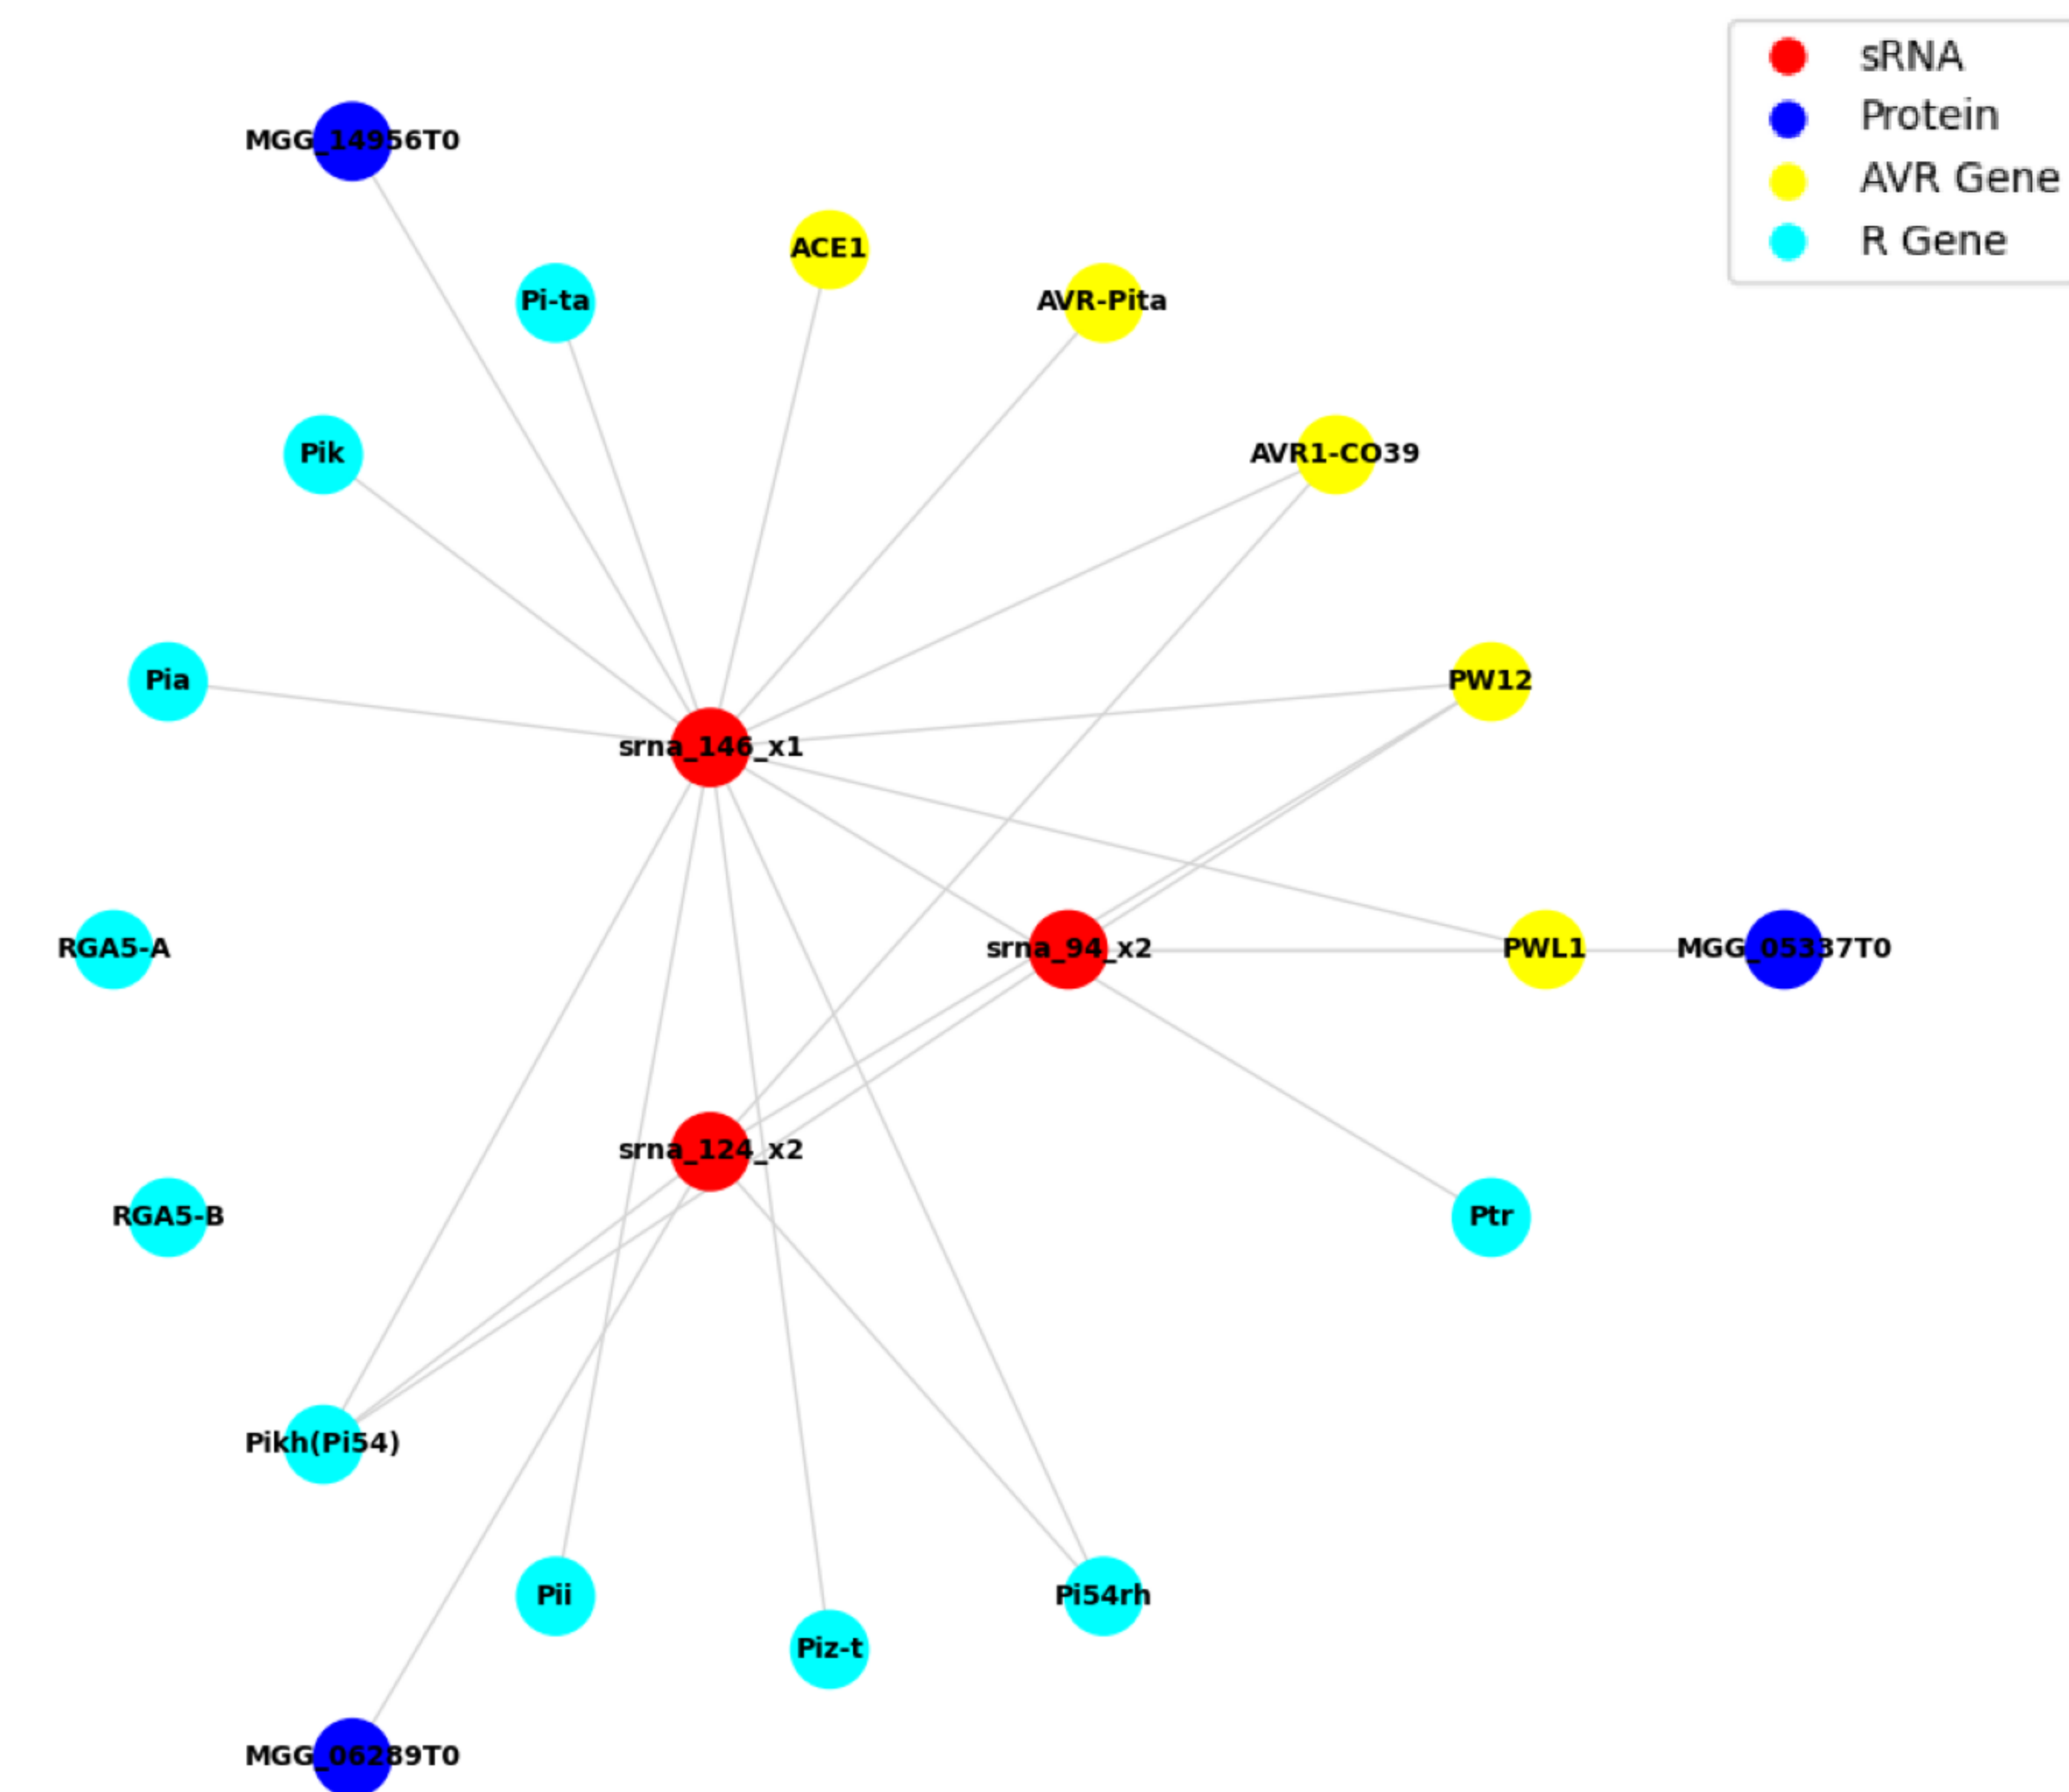 sRNA
Protein
AVR Gene
R Gene
MGG_14956T0
ACE1
Pi-ta
AVR-Pita
Pik
AVR1-CO39
Pia
PW12
srna_146_x1
RGA5-A
srna_94_x2
PWL1
MGG_05337T0
srna_124_x2
RGA5-B
Ptr
Pikh(Pi54)
Pii
Pi54rh
Piz-t
MGG_06289T0